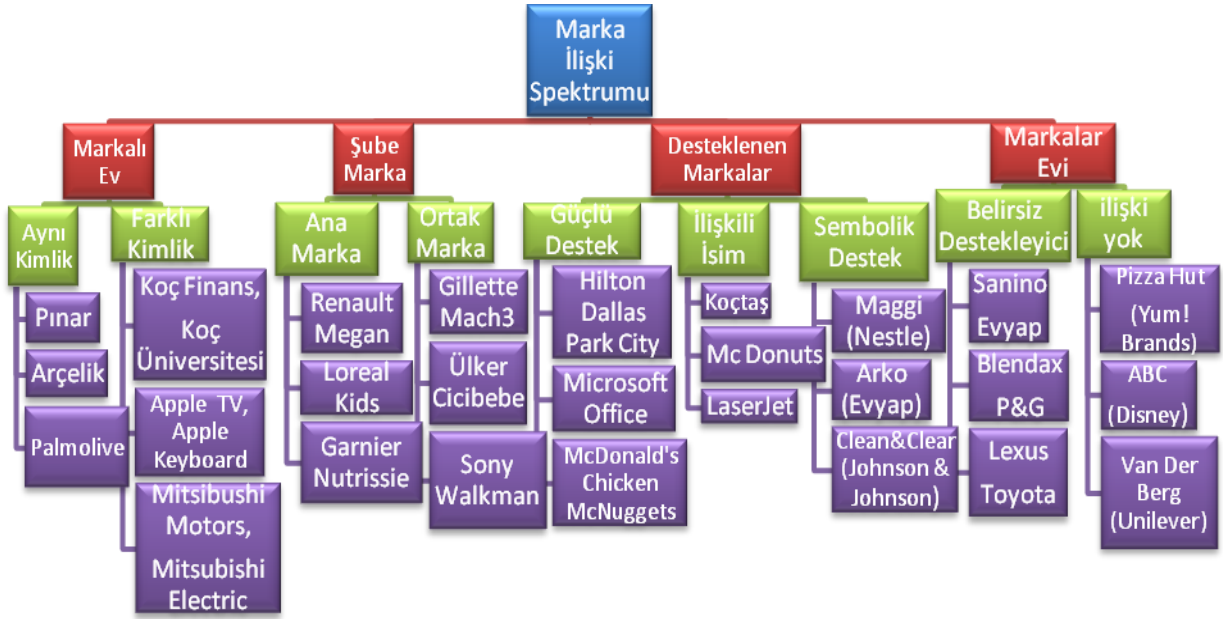 Marka
İlişki
Spektrumu
Markalı
Ev
Şube
Marka
Desteklenen
Markalar
Markalar
Evi
Aynı
Kimlik
Farklı
Kimlik
Ana
Marka
Ortak
Marka
Güçlü
Destek
İlişkili
İsim
Sembolik
Destek
Belirsiz
Destekleyici
ilişki
yok
Pınar
Arçelik
Palmolive
Koç Finans,
Koç
Üniversitesi
Apple TV,
Apple
Keyboard
Mitsibushi
Motors,
Mitsubishi
Electric
Renault
Megan
Loreal
Kids
Garnier
Nutrissie
Gillette
Mach3
Ülker
Cicibebe
Sony
Walkman
Hilton
Dallas
Park City
Microsoft
Office
McDonald's
Chicken
McNuggets
Koçtaş
Mc Donuts
LaserJet
Maggi
(Nestle)
Arko
(Evyap)
Clean&Clear
(Johnson &
Johnson)
Sanino
Evyap
Blendax
P&G
Lexus
Toyota
Pizza Hut
(Yum!
Brands)
ABC
(Disney)
Van Der
Berg
(Unilever)